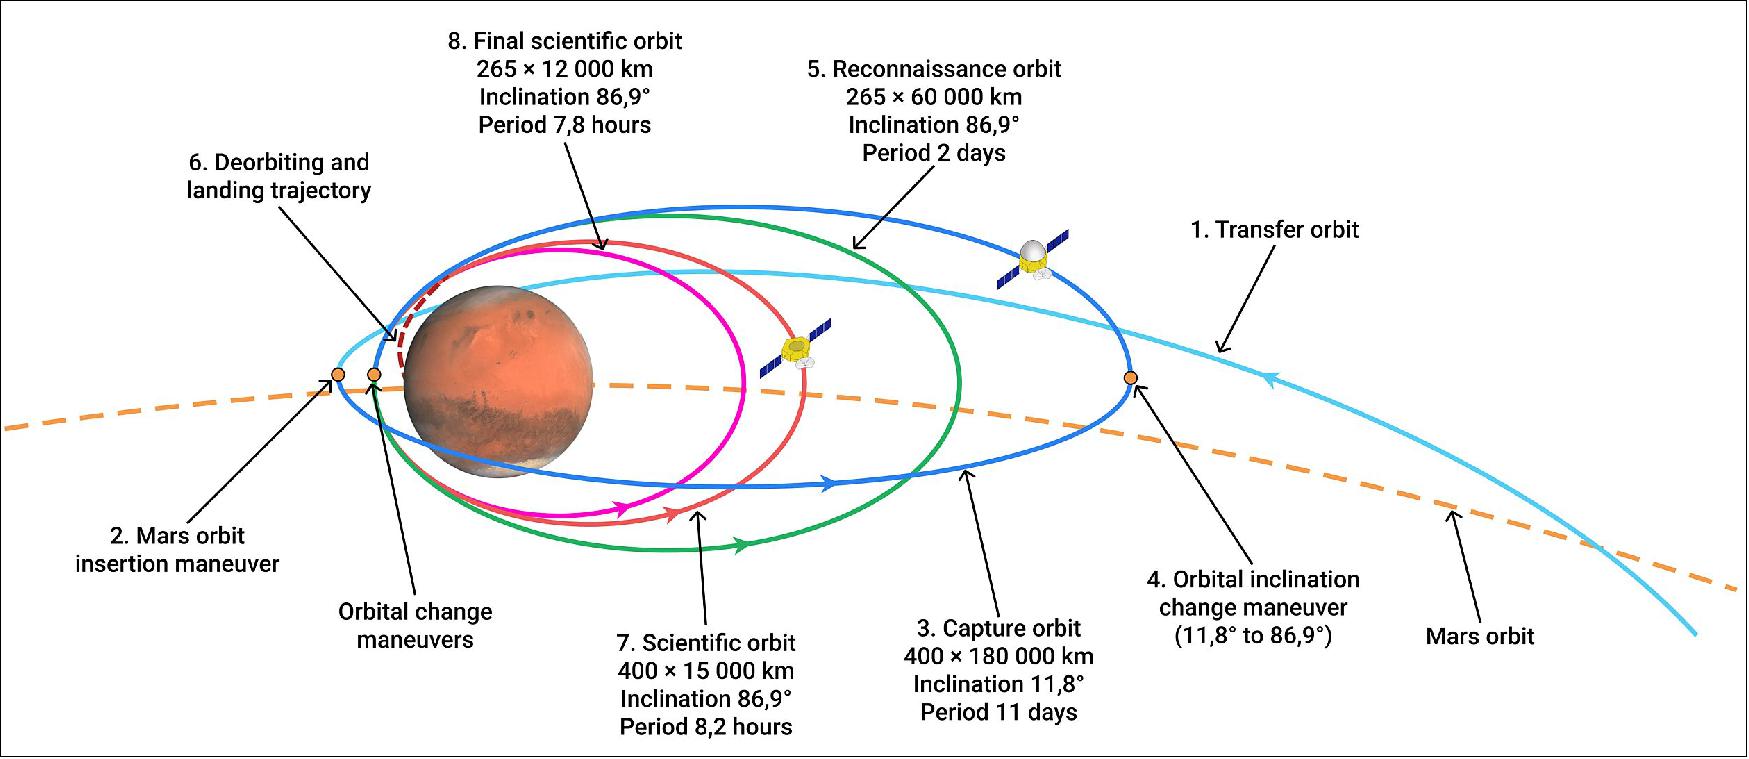 8. Final scientific orbit
265 × 12 000 km
Inclination 86,9°
Period 7,8 hours
5. Reconnaissance orbit
265 × 60 000 km
Inclination 86,9°
Period 2 days
6. Deorbiting and
landing trajectory
1. Transfer orbit
2. Mars orbit
insertion maneuver
Orbital change
maneuvers
7. Scientific orbit
400 × 15 000 km
Inclination 86,9°
Period 8,2 hours
3. Capture orbit
400 × 180 000 km
Inclination 11,8°
Period 11 days
4. Orbital inclination
change maneuver
(11,8° to 86,9°)
Mars orbit